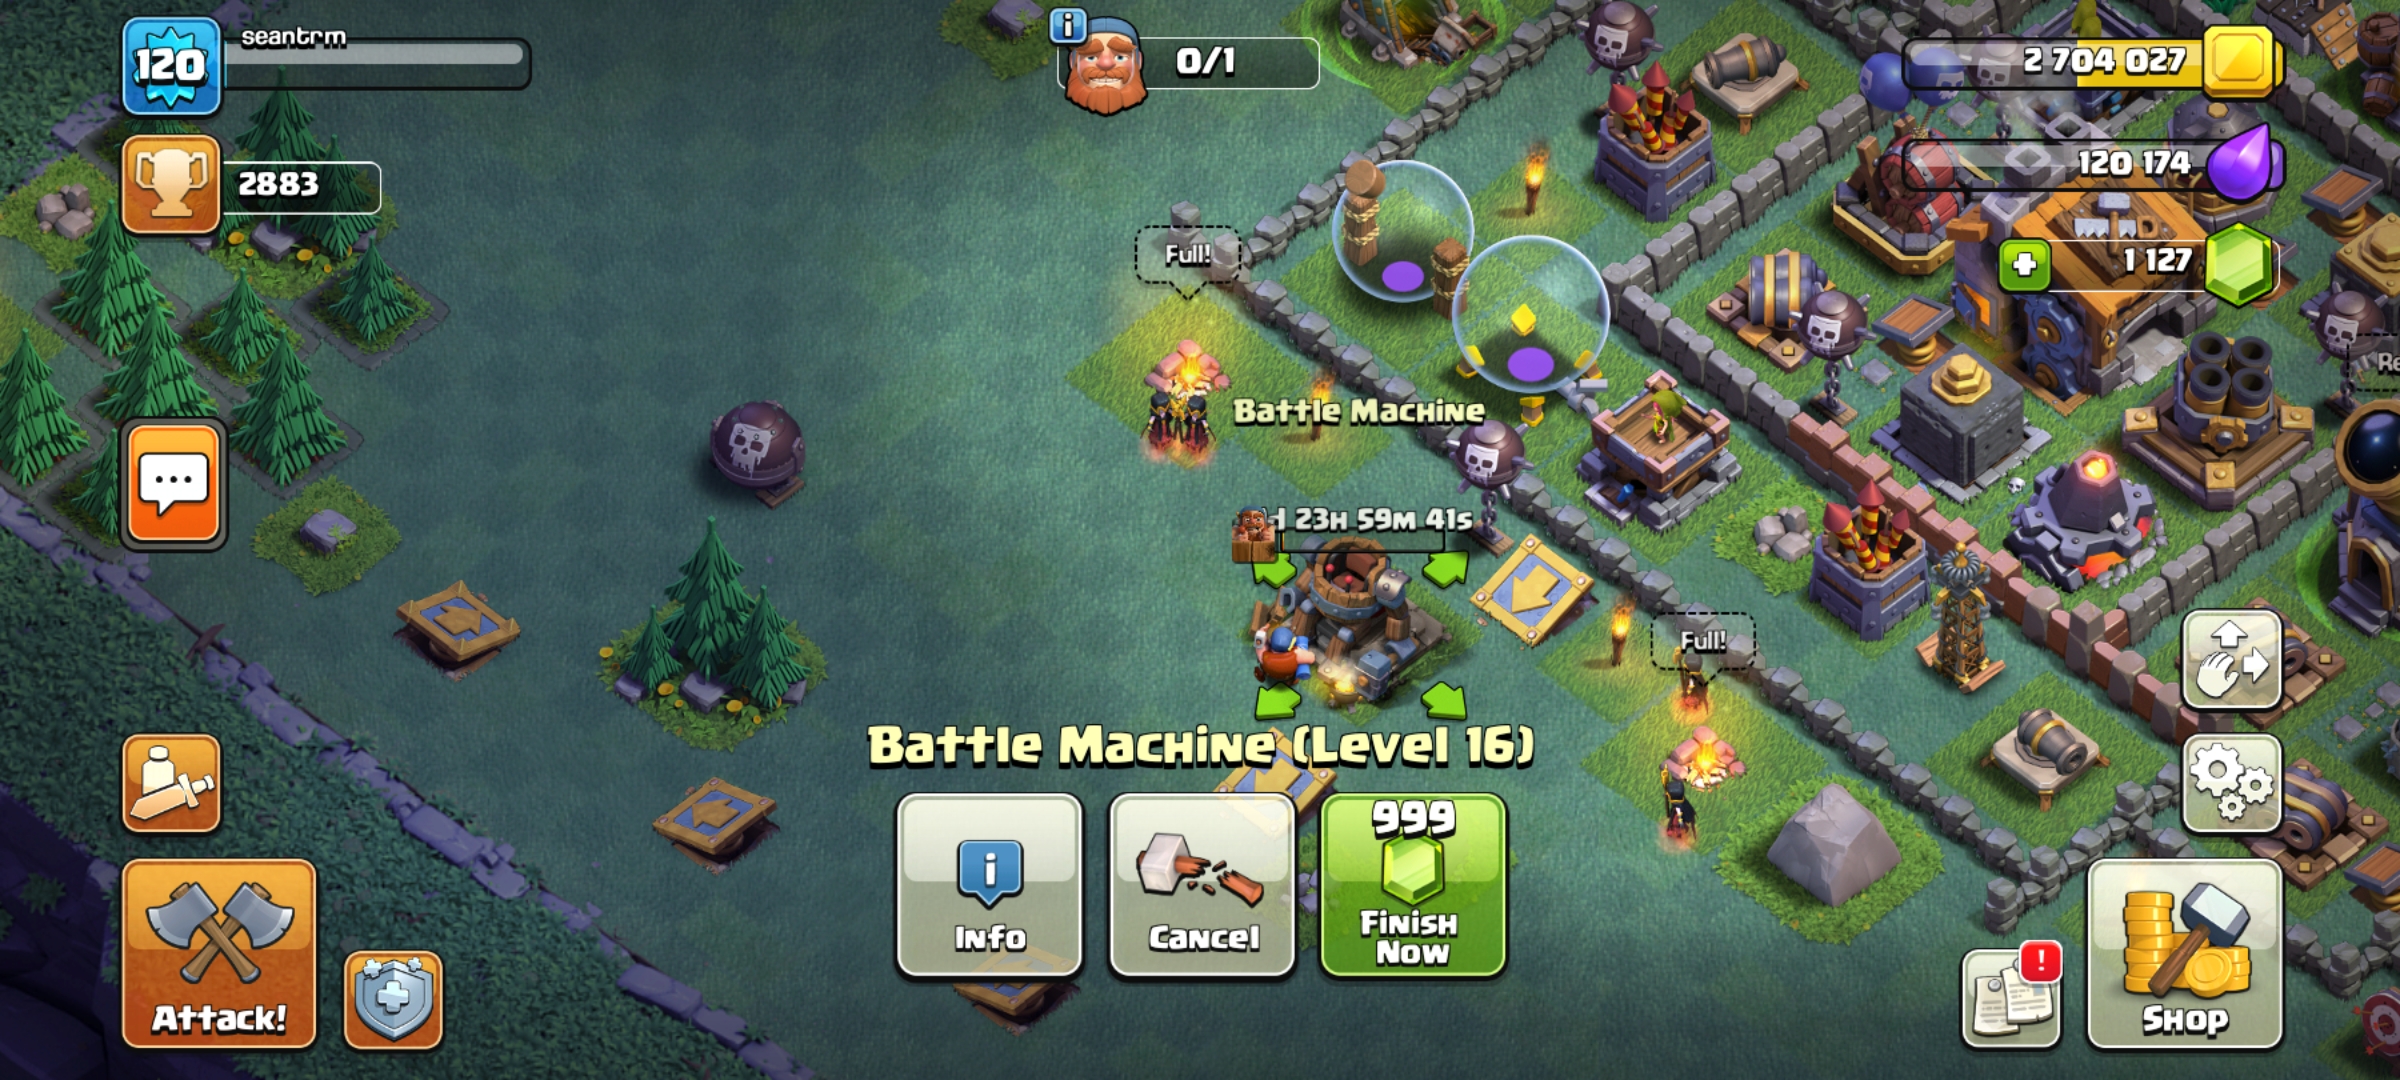 120
seantrm
0/1
2 704 027
2883
120 174
Full!
1 127
Battle Machine
23H 59M 41s
Full!
Battle Machine (Level 16)
999
Info
Cancel
Finish
Now
Attack!
!
Shop